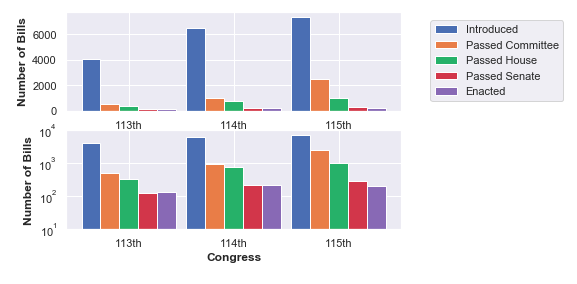 Number of Bills
6000
4000
2000
0
113th
114th
115th
Introduced
Passed Committee
Passed House
Passed Senate
Enacted
Number of Bills
10^4
10^3
10^2
10^1
113th
114th
115th
Congress